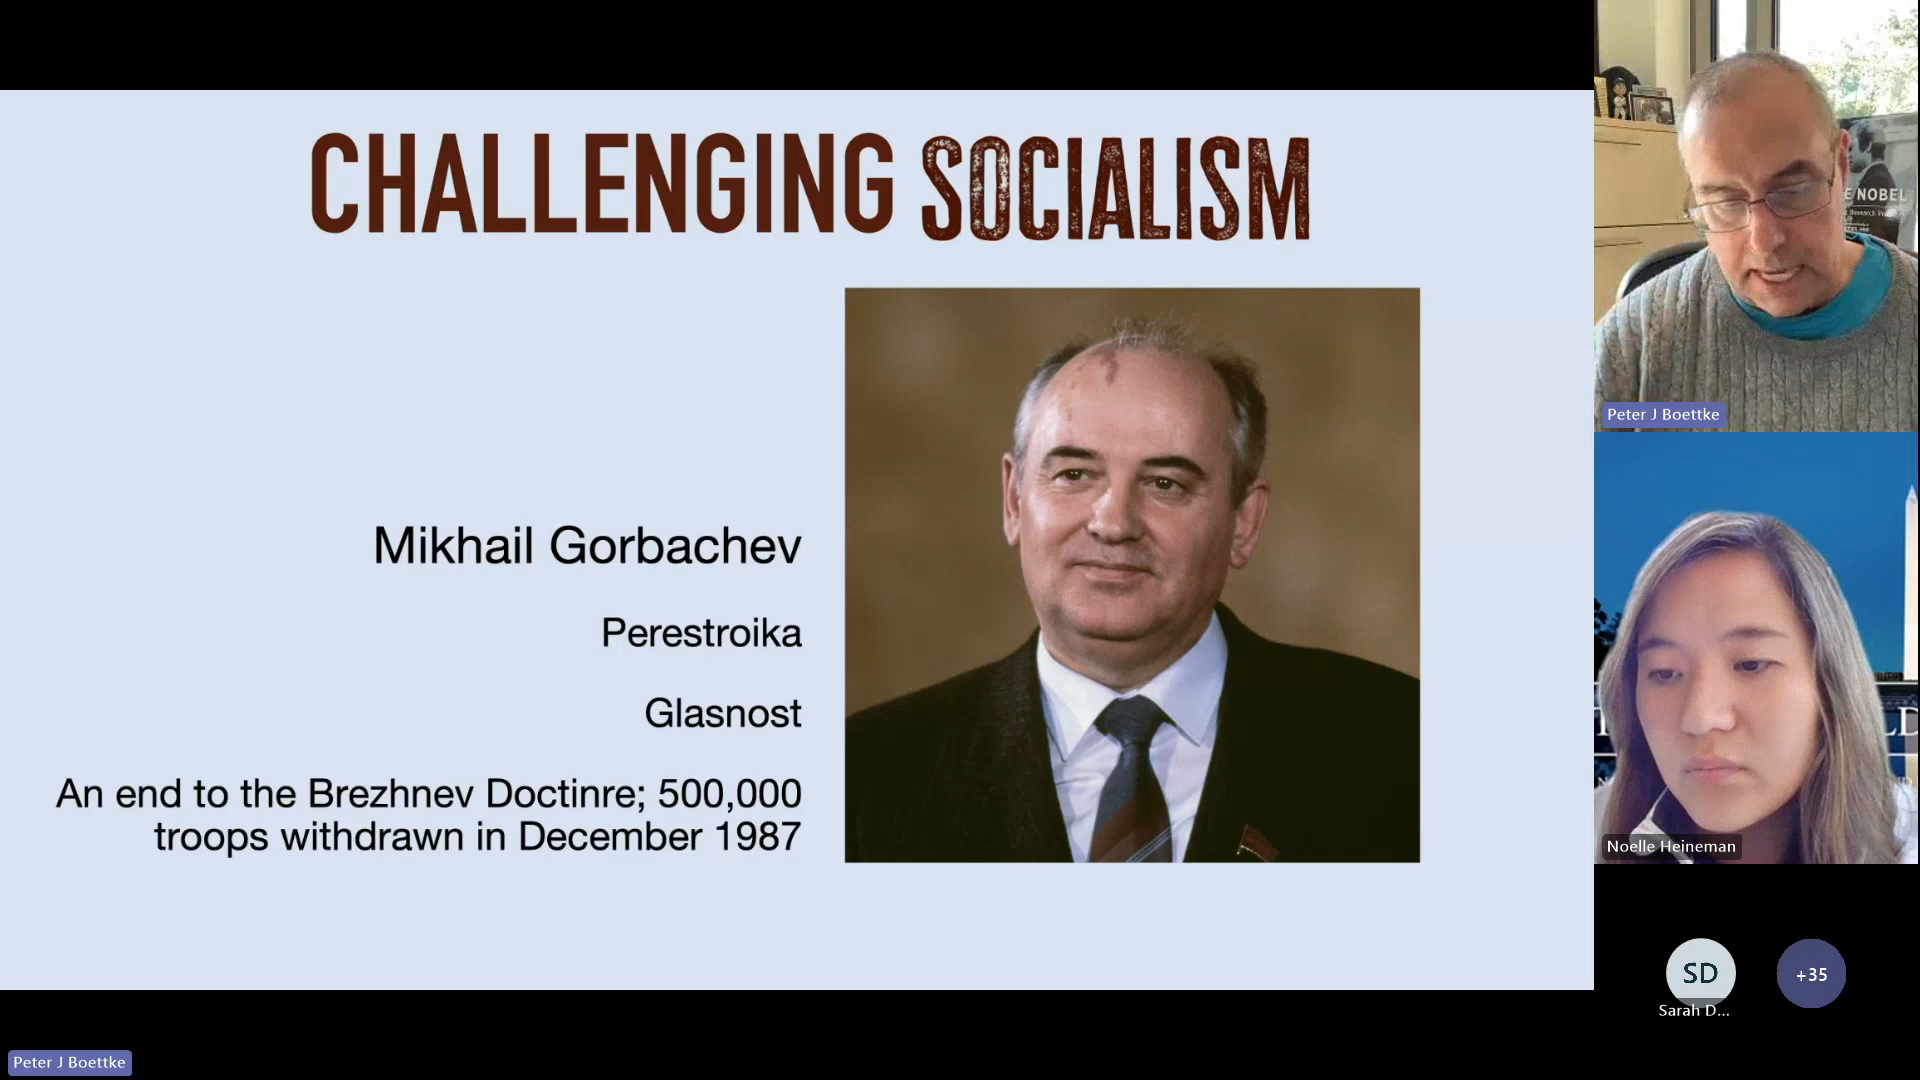 CHALLENGING SOCIALISM
Mikhail Gorbachev
Perestroika
Glasnost
An end to the Brezhnev Doctinre; 500,000
troops withdrawn in December 1987
NOBEL
Peter J Boettke
Noelle Heineman
SD
+35
Sarah D...
Peter J Boettke